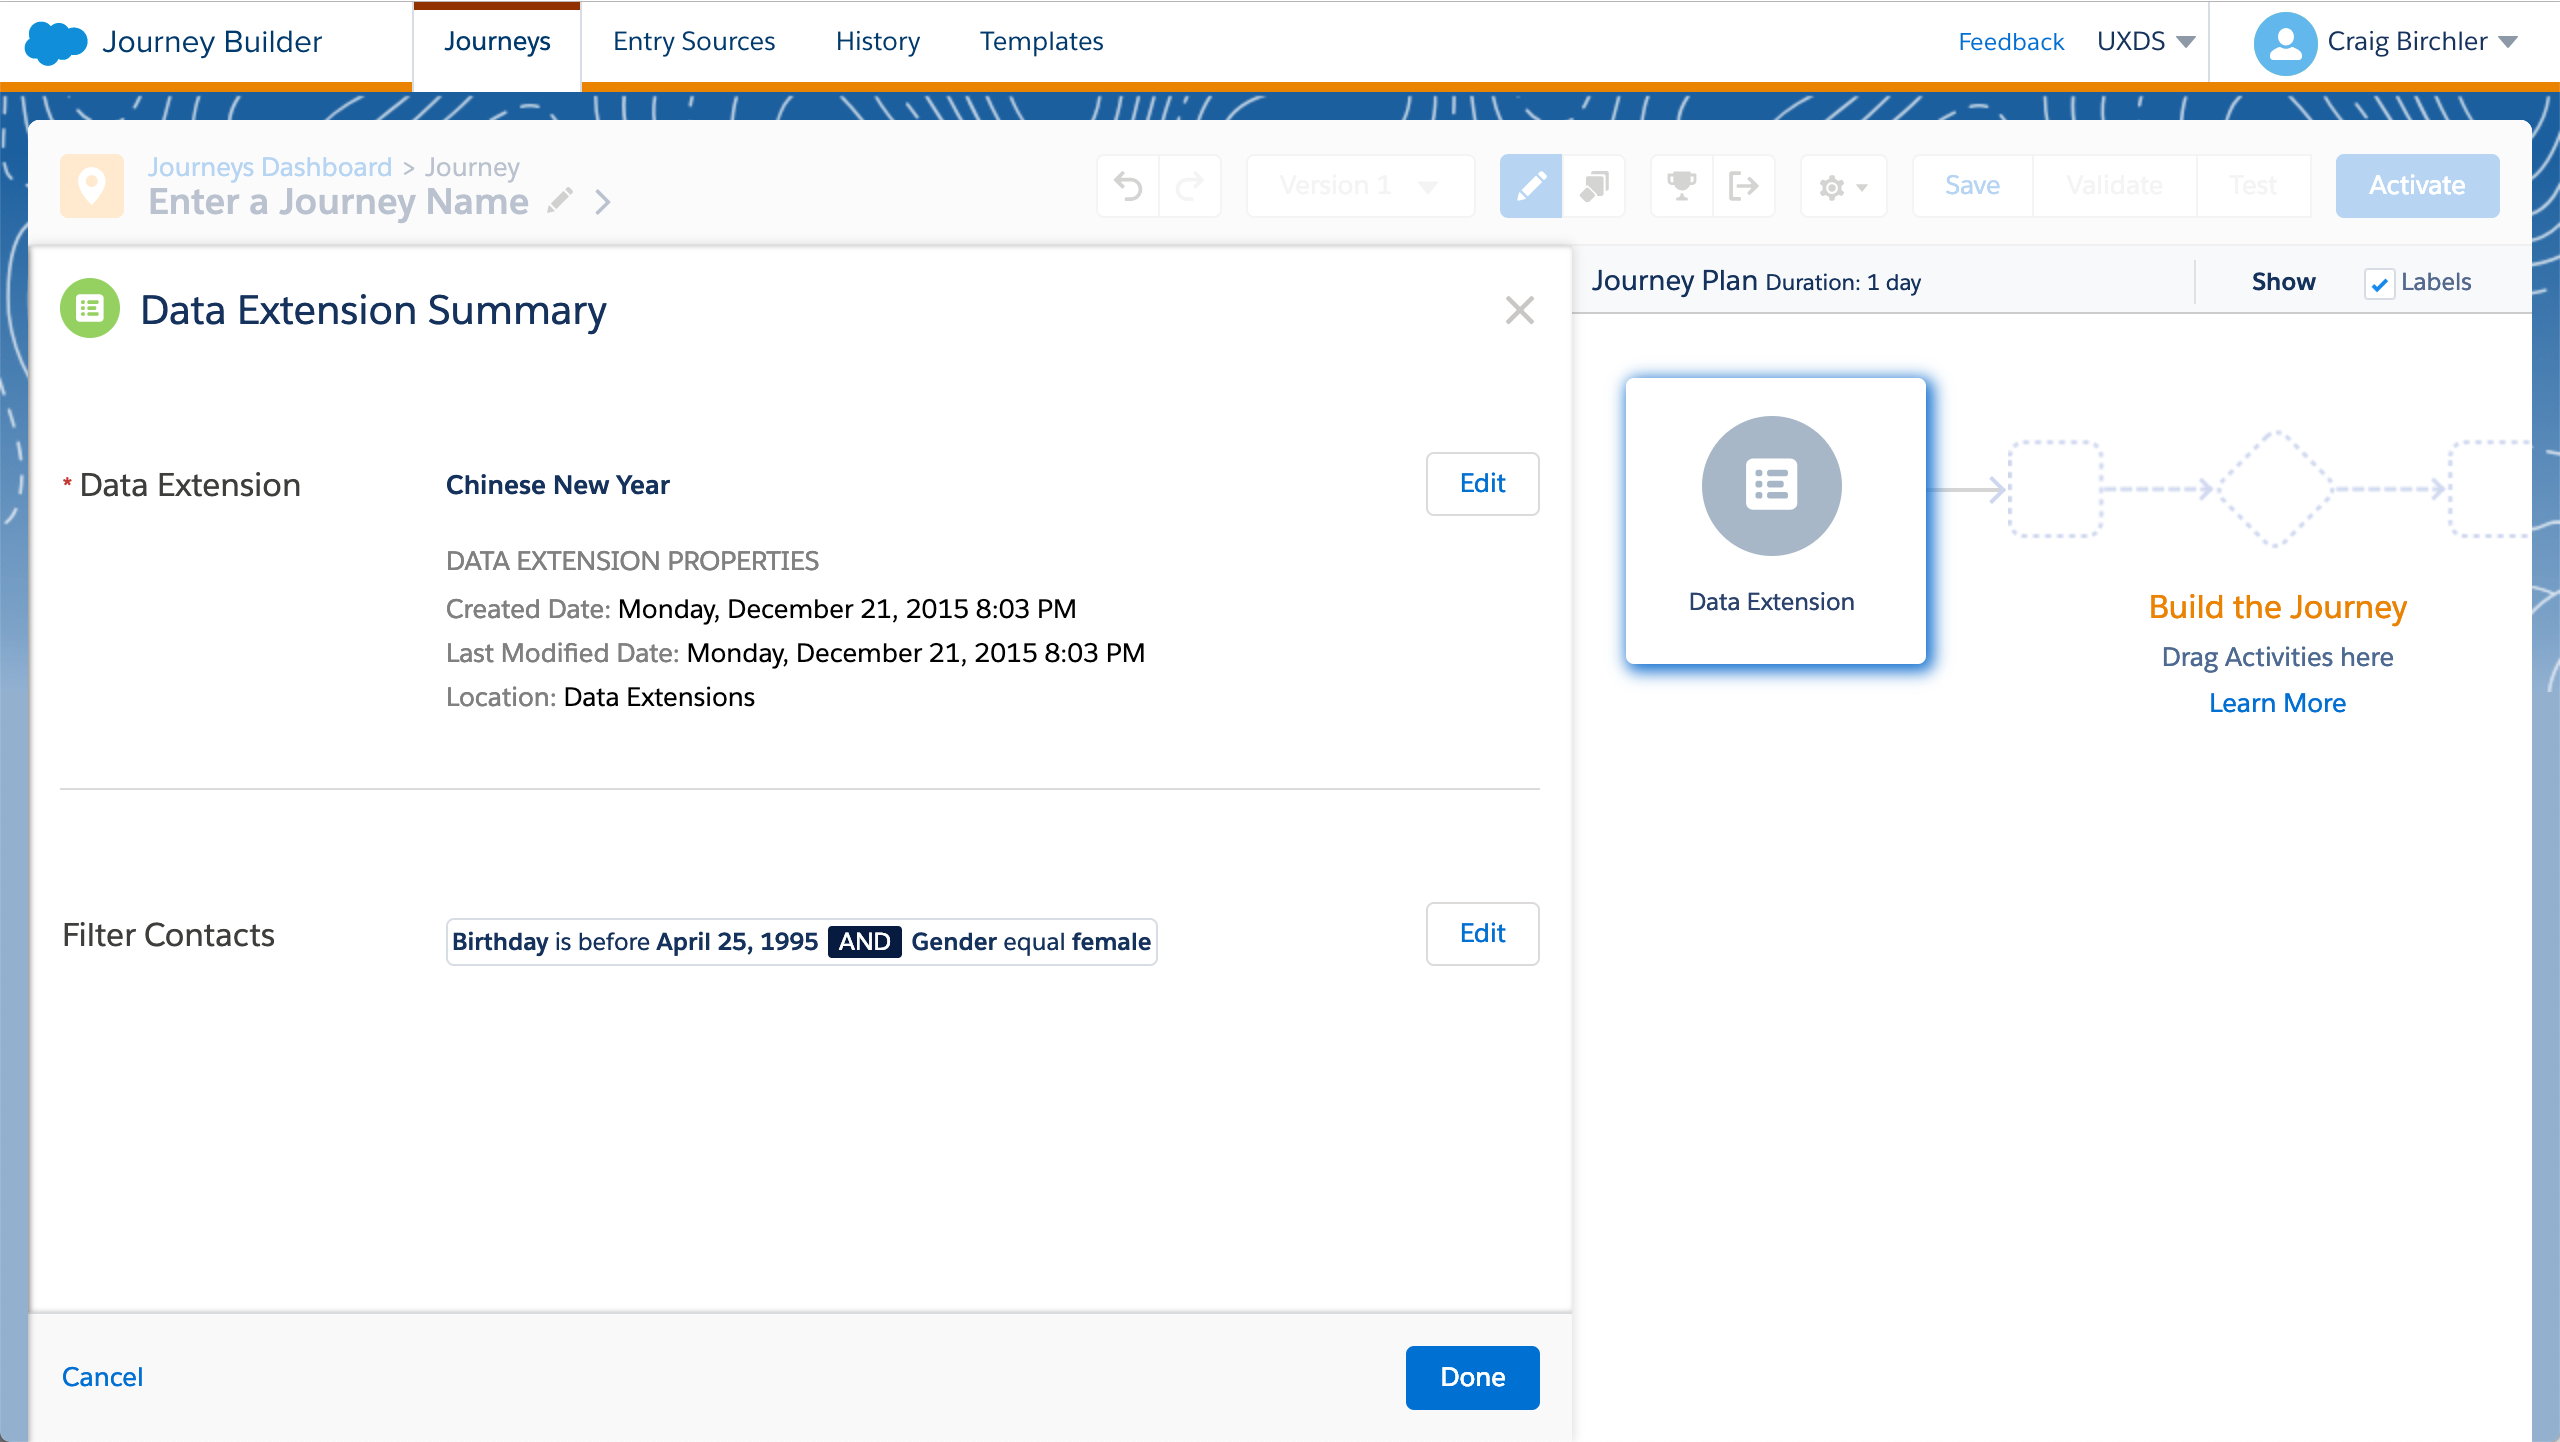 Journey Builder
Journeys
Entry Sources
History
Templates
Feedback
UXDS
Craig Birchler
Journeys Dashboard > Journey
Enter a Journey Name
Version 1
Save
Validate
Test
Activate
Data Extension Summary
Journey Plan Duration: 1 day
Show
Labels
* Data Extension
Chinese New Year
Edit
DATA EXTENSION PROPERTIES
Created Date: Monday, December 21, 2015 8:03 PM
Last Modified Date: Monday, December 21, 2015 8:03 PM
Location: Data Extensions
Data Extension
Build the Journey
Drag Activities here
Learn More
Filter Contacts
Birthday is before April 25, 1995 AND Gender equal female
Edit
Cancel
Done